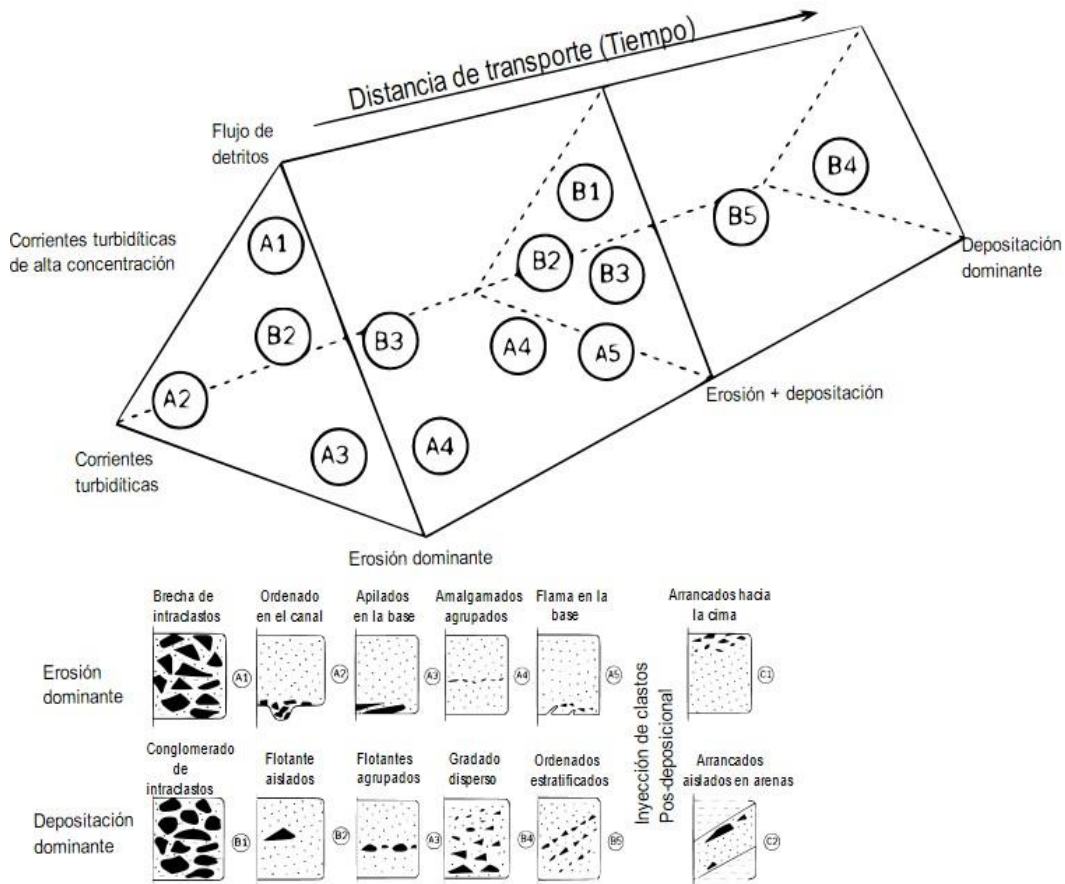 Distancia de transporte (Tiempo)
Flujo de
detritos
B4
B1
A1
B5
Corrientes turbidíticas
de alta concentración
B2
B3
Depositación
dominante
B2
B3
A4
A5
A2
Erosión + depositación
A4
A3
Corrientes
turbidíticas
Erosión dominante
Brecha de
intraclastos
Ordenado
en el canal
Apilados
en la base
Amalgamados
agrupados
Flama en la
base
Arrancados hacia
la cima
Erosión
dominante
A1
A2
A3
A4
A5
C1
Inyección de clastos
Pos-deposicional
Conglomerado
de
intraclastos
Flotante
aislados
Flotantes
agrupados
Gradado
disperso
Ordenados
estratificados
Arrancados
aislados en arenas
Depositación
dominante
B1
B2
A3
B4
B5
C2